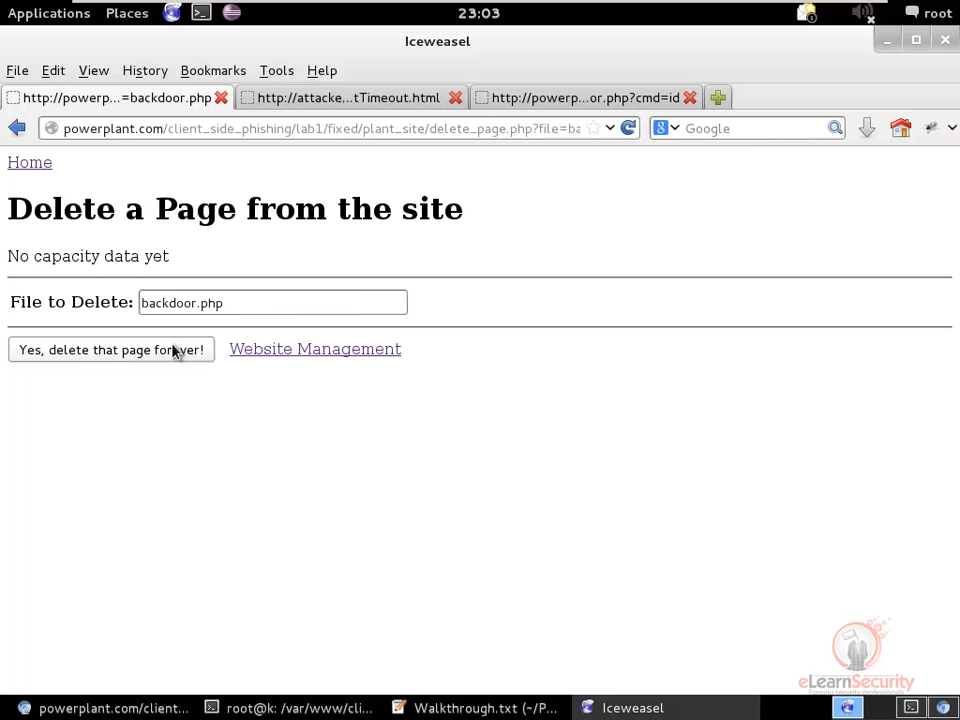 Applications Places 23:03 root
Iceweasel
File Edit View History Bookmarks Tools Help
http://powerp...=backdoor.php http://attacke...tTimeout.html http://powerp...or.php?cmd=id
powerplant.com/client_side_phishing/lab1/fixed/plant_site/delete_page.php?file=ba Google
Home
Delete a Page from the site
No capacity data yet
File to Delete: backdoor.php
Yes, delete that page forever! Website Management
eLearnSecurity
Forging security professionals
powerplant.com/client... root@k: /var/www/cli... Walkthrough.txt (~/P... Iceweasel